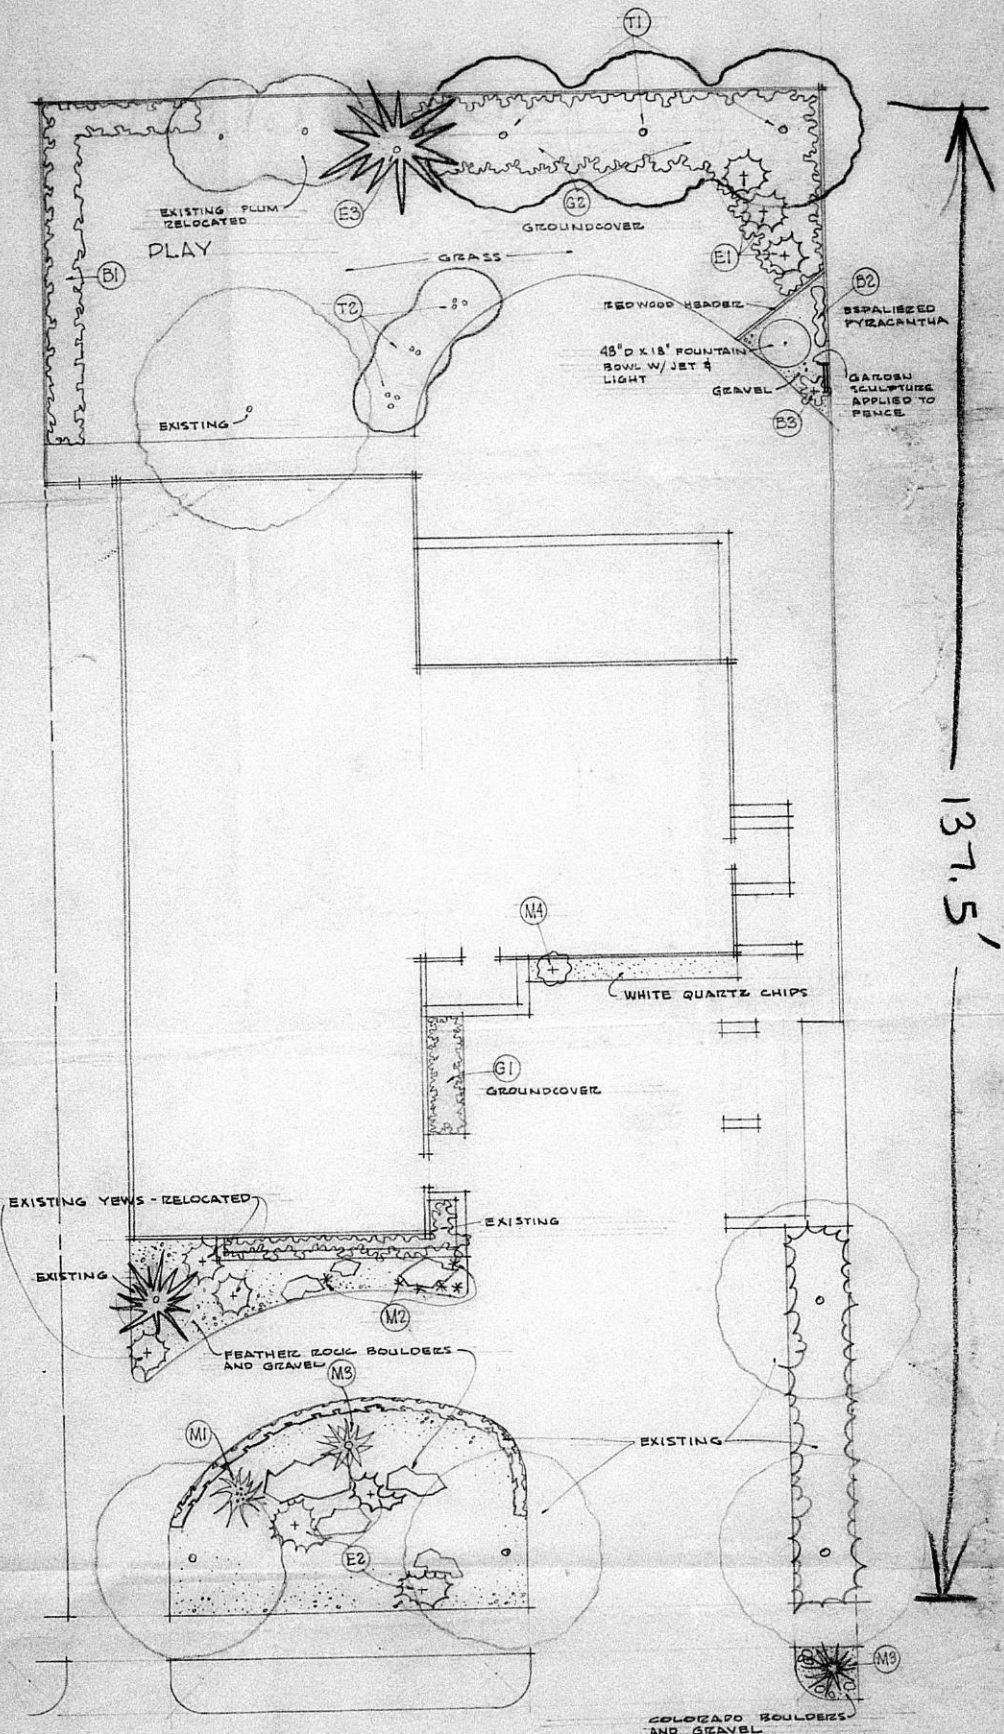 T1
EXISTING PLUM
RELOCATED
E3
G2
GROUNDCOVER
PLAY
GRASS
E1
B1
B2
T2
REDWOOD HEADER
ESPALIERED
PYRACANTHA
48"D X 18" FOUNTAIN
BOWL W/ JET &
LIGHT
GRAVEL
GARDEN
SCULPTURE
APPLIED TO
FENCE
EXISTING
B3
137.5'
M4
WHITE QUARTZ CHIPS
G1
GROUNDCOVER
EXISTING YEWS - RELOCATED
EXISTING
EXISTING
M2
FEATHER ROCK BOULDERS
AND GRAVEL
M3
M1
EXISTING
E2
M3
COLORADO BOULDERS
AND GRAVEL